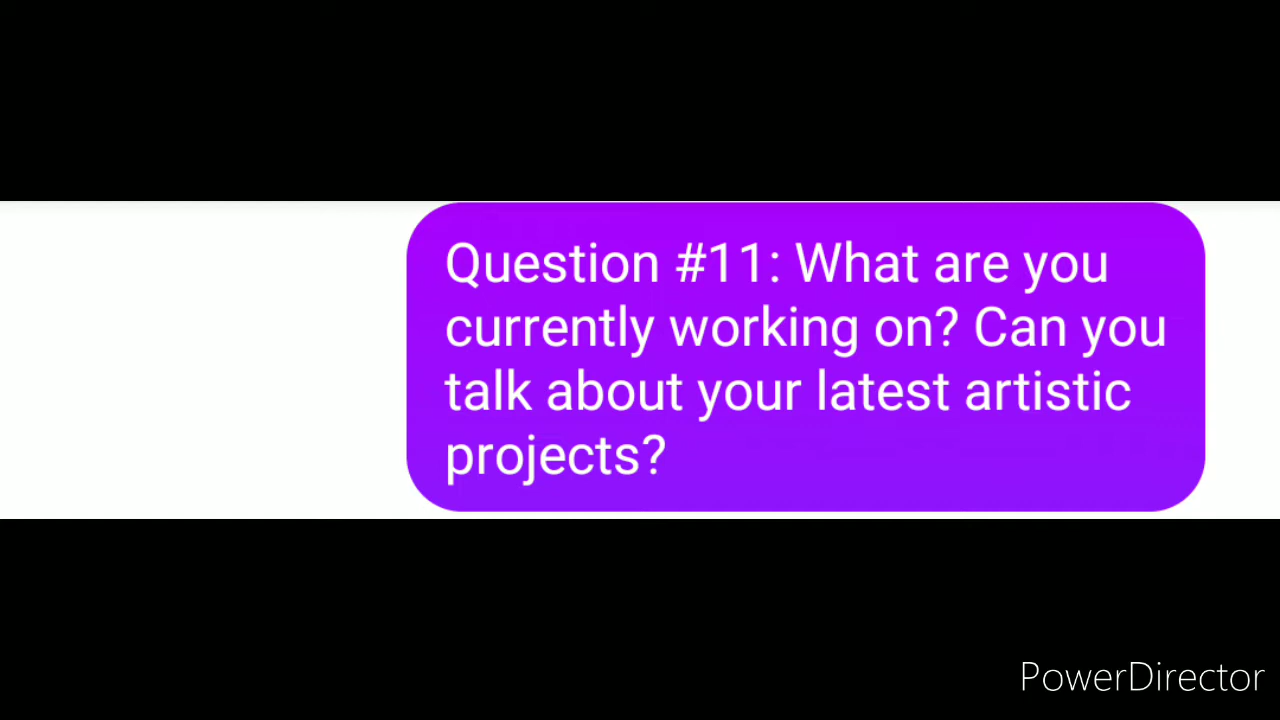 Question #11: What are you
currently working on? Can you
talk about your latest artistic
projects?
PowerDirector